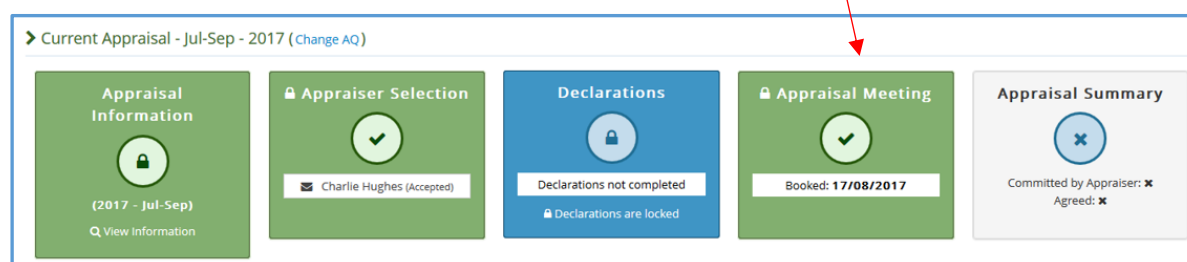 Current Appraisal - Jul-Sep - 2017 (Change AQ)
Appraisal
Information
(2017 - Jul-Sep)
View Information
Appraiser Selection
Charlie Hughes (Accepted)
Declarations
Declarations not completed
Declarations are locked
Appraisal Meeting
Booked: 17/08/2017
Appraisal Summary
Committed by Appraiser: ✖
Agreed: ✖